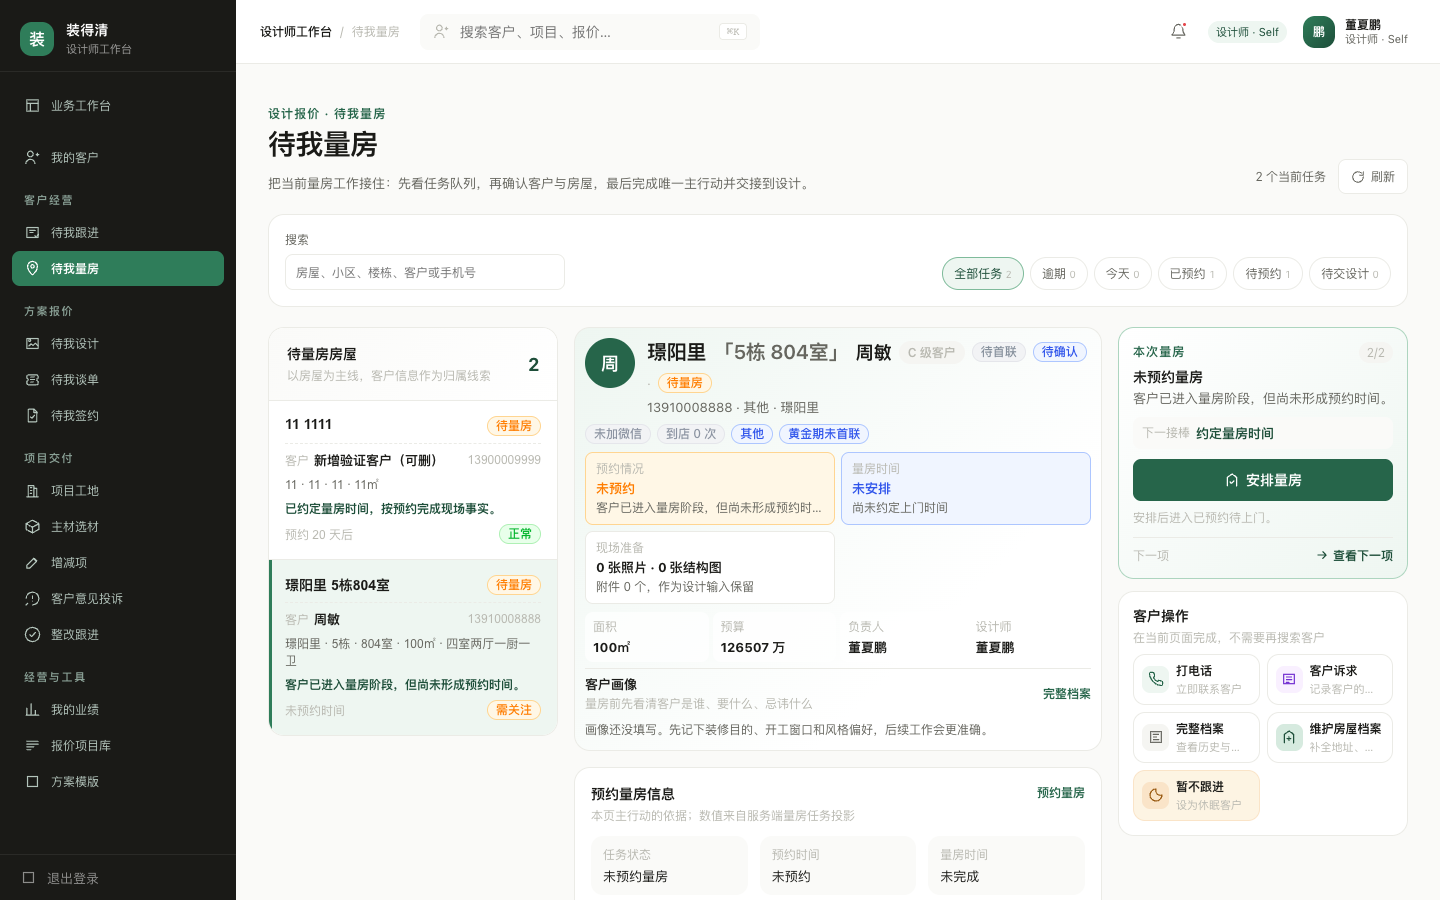 装
装得清
设计师工作台
业务工作台
我的客户
客户经营
待我跟进
待我量房
方案报价
待我设计
待我谈单
待我签约
项目交付
项目工地
主材选材
增减项
客户意见投诉
整改跟进
经营与工具
我的业绩
报价项目库
方案模版
退出登录
设计师工作台 / 待我量房
搜索客户、项目、报价...
⌘K
设计师 · Self
鹏
董夏鹏
设计师 · Self
设计报价 · 待我量房
待我量房
把当前量房工作接住：先看任务队列，再确认客户与房屋，最后完成唯一主行动并交接到设计。
2 个当前任务
刷新
搜索
房屋、小区、楼栋、客户或手机号
全部任务 2
逾期 0
今天 0
已预约 1
待预约 1
待交设计 0
待量房房屋
以房屋为主线，客户信息作为归属线索
2
11 1111
待量房
客户 新增验证客户（可删） 13900009999
11 · 11 · 11 · 11㎡
已约定量房时间，按预约完成现场事实。
预约 20 天后
正常
璟阳里 5栋804室
待量房
客户 周敏 13910008888
璟阳里 · 5栋 · 804室 · 100㎡ · 四室两厅一厨一
卫
客户已进入量房阶段，但尚未形成预约时间。
未预约时间
需关注
周
璟阳里 「5栋 804室」 周敏 C 级客户 待首联 待确认
· 待量房
13910008888 · 其他 · 璟阳里
未加微信 到店 0 次 其他 黄金期未首联
预约情况
未预约
客户已进入量房阶段，但尚未形成预约时...
量房时间
未安排
尚未约定上门时间
现场准备
0 张照片 · 0 张结构图
附件 0 个，作为设计输入保留
面积
100㎡
预算
126507 万
负责人
董夏鹏
设计师
董夏鹏
客户画像
量房前先看清客户是谁、要什么、忌讳什么
完整档案
画像还没填写。先记下装修目的、开工窗口和风格偏好，后续工作会更准确。
预约量房信息
本页主行动的依据；数值来自服务端量房任务投影
预约量房
任务状态
未预约量房
预约时间
未预约
量房时间
未完成
本次量房
2/2
未预约量房
客户已进入量房阶段，但尚未形成预约时间。
下一接棒 约定量房时间
安排量房
安排后进入已预约待上门。
下一项
→ 查看下一项
客户操作
在当前页面完成，不需要再搜索客户
打电话
立即联系客户
客户诉求
记录客户的...
完整档案
查看历史与...
维护房屋档案
补全地址、...
暂不跟进
设为休眠客户